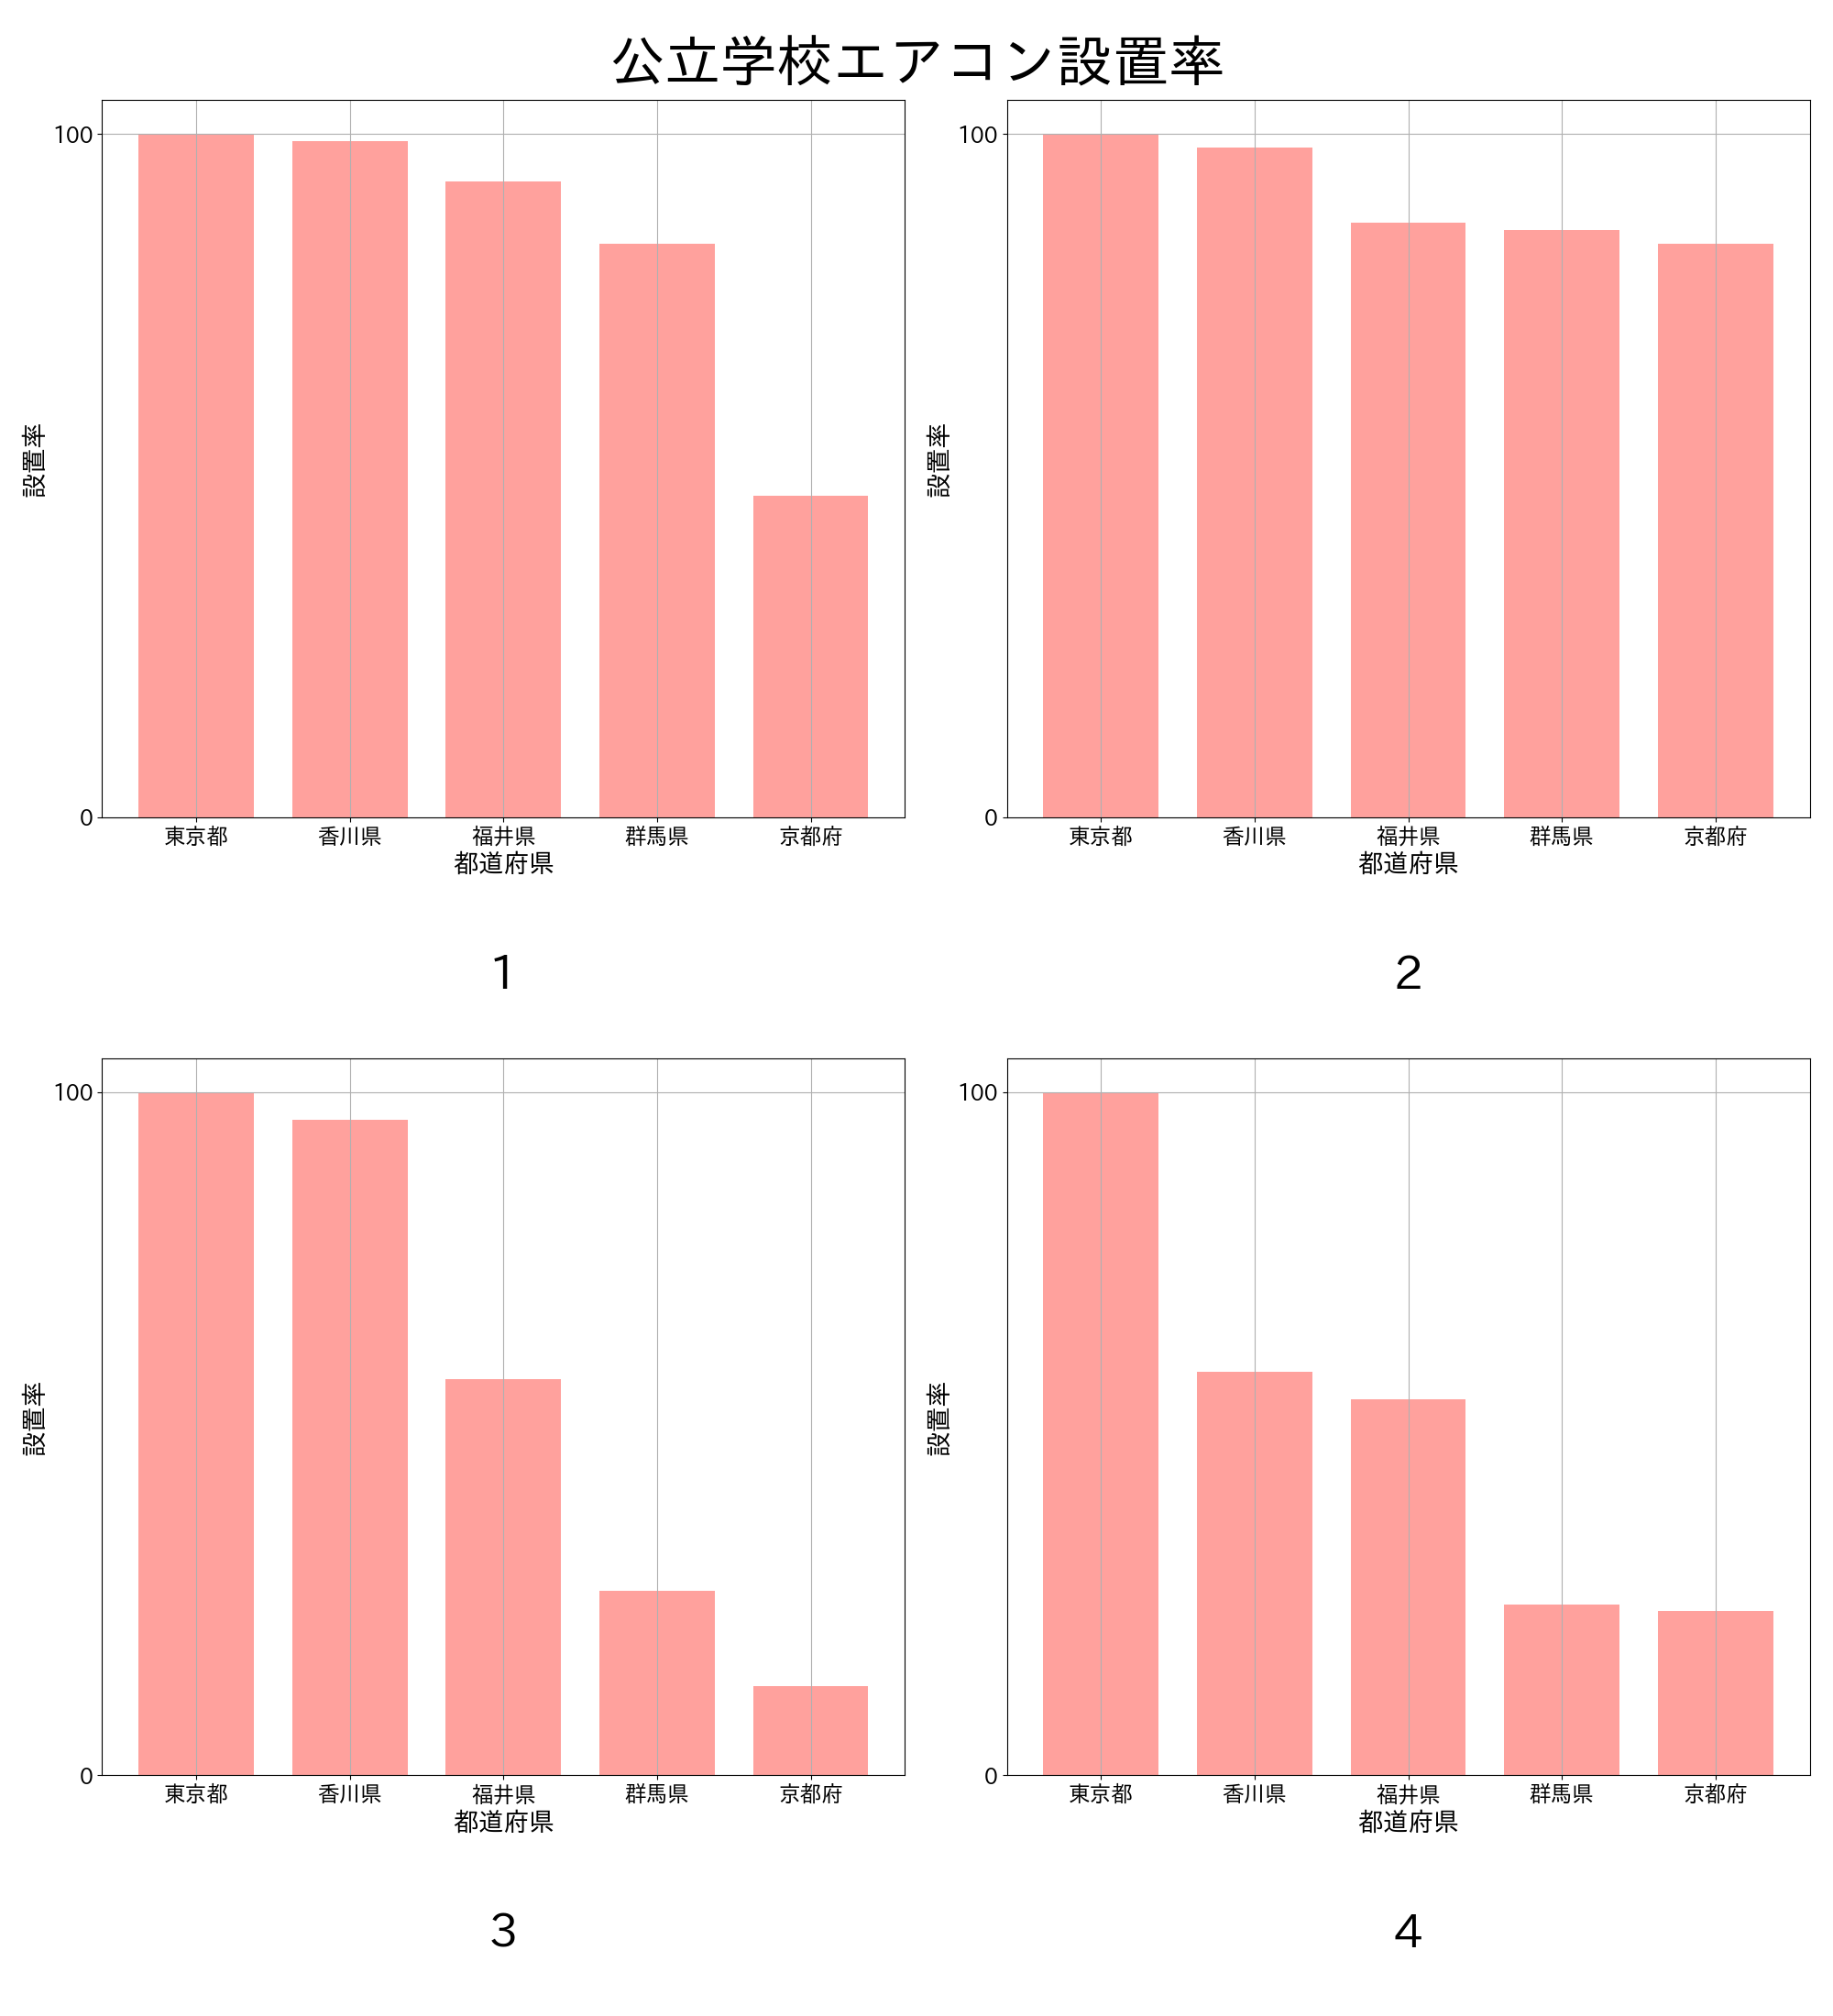 公立学校エアコン設置率
100
0
設置率
東京都 香川県 福井県 群馬県 京都府
都道府県
1
100
0
設置率
東京都 香川県 福井県 群馬県 京都府
都道府県
2
100
0
設置率
東京都 香川県 福井県 群馬県 京都府
都道府県
3
100
0
設置率
東京都 香川県 福井県 群馬県 京都府
都道府県
4